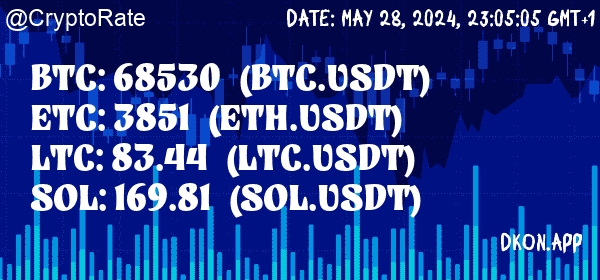 @CryptoRate
DATE: MAY 28, 2024, 23:05:05 GMT+1
BTC: 68530 (BTC.USDT)
ETC: 3851 (ETH.USDT)
LTC: 83.44 (LTC.USDT)
SOL: 169.81 (SOL.USDT)
DKON.APP